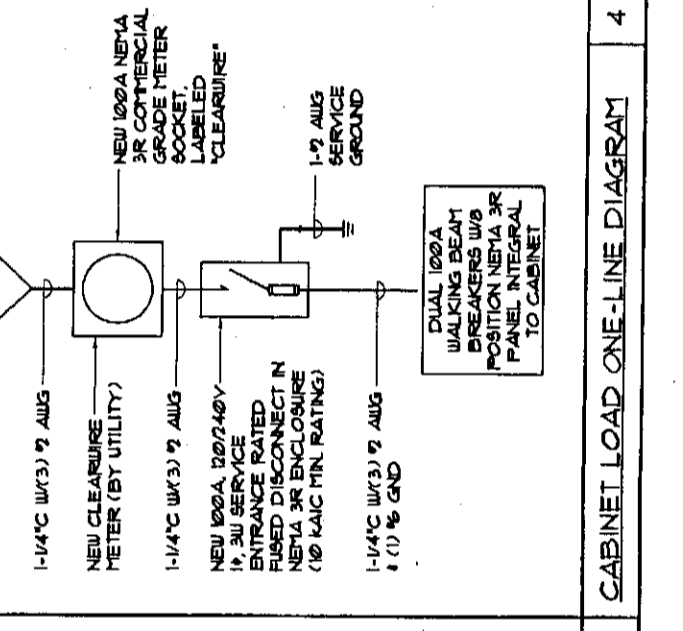 1-1/4"C W/(3) #2 AWG
NEW CLEARWIRE
METER (BY UTILITY)
1-1/4"C W/(3) #2 AWG
NEW 100A, 120/240V
1Φ, 3W SERVICE
ENTRANCE RATED
FUSED DISCONNECT IN
NEMA 3R ENCLOSURE
(10 KAIC MIN. RATING)
1-1/4"C W/(3) #2 AWG
& (1) #6 GND
NEW 100A NEMA
3R COMMERCIAL
GRADE METER
SOCKET,
LABELED
"CLEARWIRE"
1-#2 AWG
SERVICE
GROUND
DUAL 100A
WALKING BEAM
BREAKERS W/8
POSITION NEMA 3R
PANEL INTEGRAL
TO CABINET
CABINET LOAD ONE-LINE DIAGRAM
4